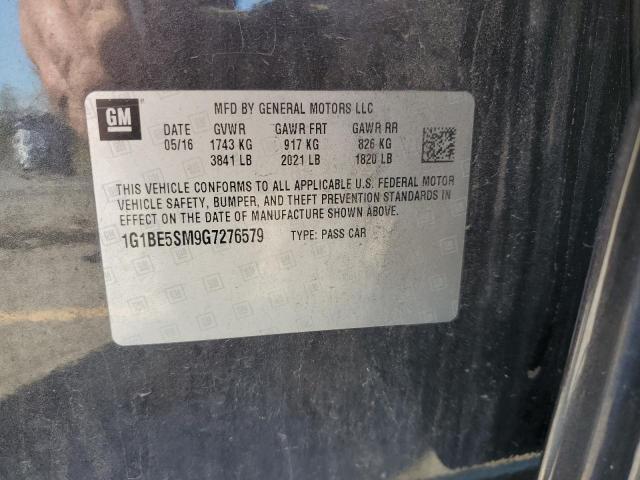 GM
MFD BY GENERAL MOTORS LLC
DATE GVWR GAWR FRT GAWR RR
05/16 1743 KG 917 KG 826 KG
3841 LB 2021 LB 1820 LB
THIS VEHICLE CONFORMS TO ALL APPLICABLE U.S. FEDERAL MOTOR
VEHICLE SAFETY, BUMPER, AND THEFT PREVENTION STANDARDS IN
EFFECT ON THE DATE OF MANUFACTURE SHOWN ABOVE.
1G1BE5SM9G7276579 TYPE: PASS CAR